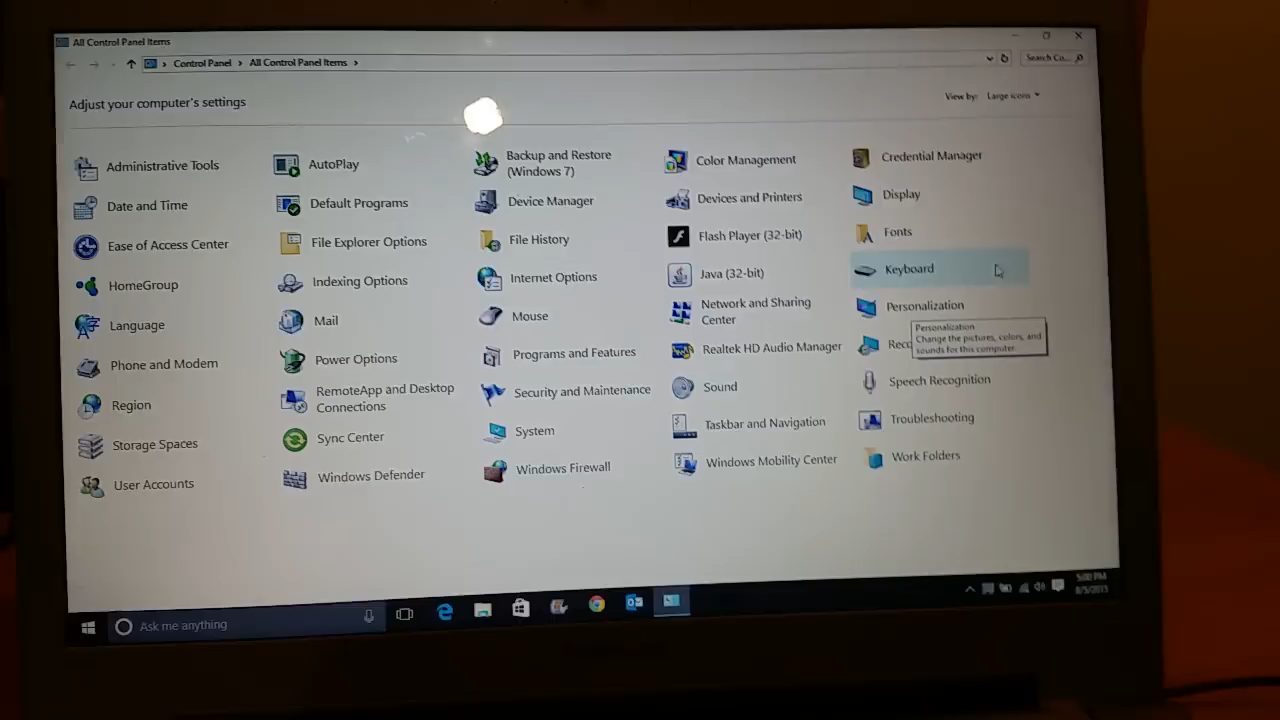 All Control Panel Items
Control Panel > All Control Panel Items >
Search Co...
Adjust your computer's settings
View by: Large icons
Administrative Tools
AutoPlay
Backup and Restore
(Windows 7)
Color Management
Credential Manager
Date and Time
Default Programs
Device Manager
Devices and Printers
Display
Ease of Access Center
File Explorer Options
File History
Flash Player (32-bit)
Fonts
HomeGroup
Indexing Options
Internet Options
Java (32-bit)
Keyboard
Language
Mail
Mouse
Network and Sharing
Center
Personalization
Personalization
Change the pictures, colors, and
sounds for this computer.
Phone and Modem
Power Options
Programs and Features
Realtek HD Audio Manager
Region
RemoteApp and Desktop
Connections
Security and Maintenance
Sound
Speech Recognition
Storage Spaces
Sync Center
System
Taskbar and Navigation
Troubleshooting
User Accounts
Windows Defender
Windows Firewall
Windows Mobility Center
Work Folders
Ask me anything
5:00 PM
8/5/2015